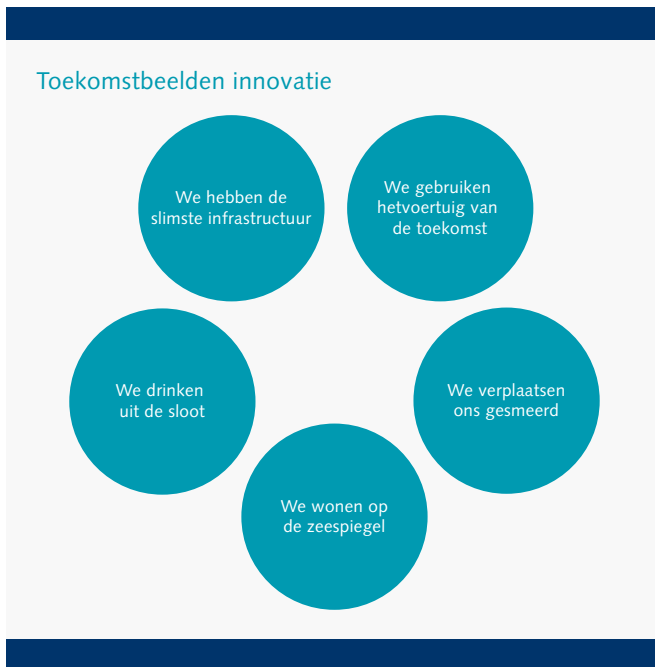 Toekomstbeelden innovatie
We hebben de
slimste infrastructuur
We gebruiken
hetvoertuig van
de toekomst
We drinken
uit de sloot
We verplaatsen
ons gesmeerd
We wonen op
de zeespiegel